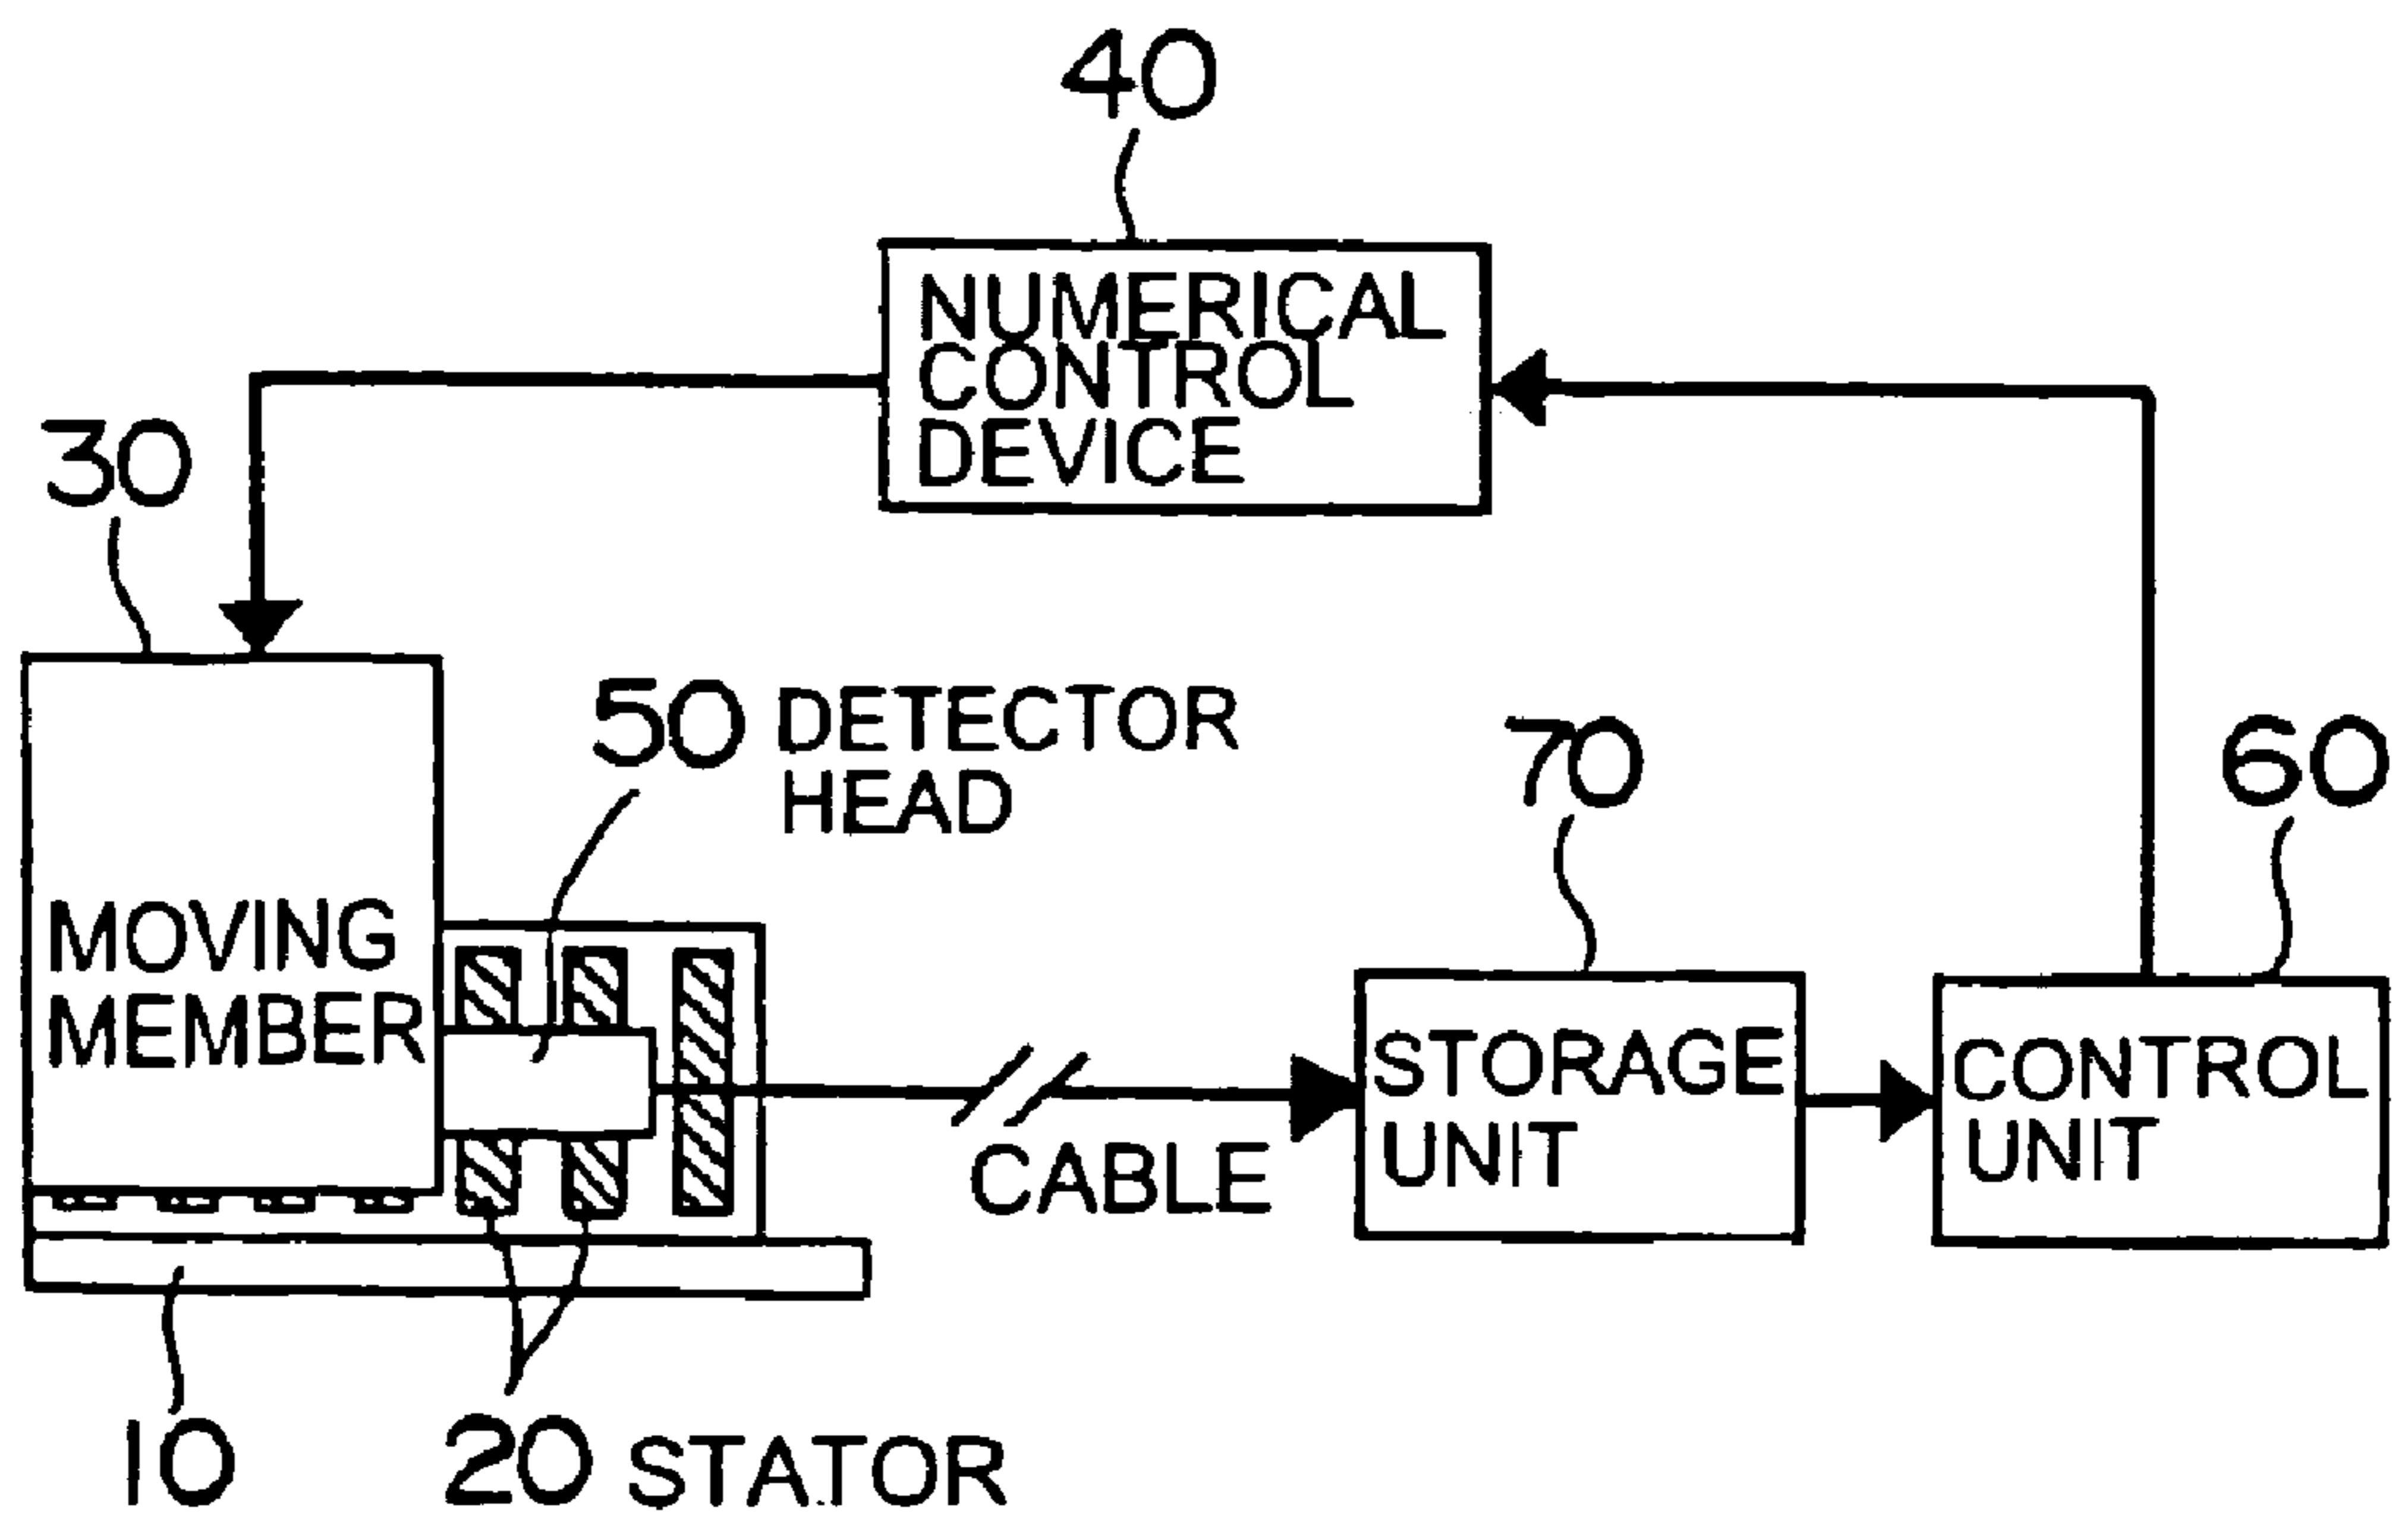 40
NUMERICAL
CONTROL
DEVICE
30
50 DETECTOR
HEAD
70
60
MOVING
MEMBER
STORAGE
UNIT
CONTROL
UNIT
CABLE
10
20 STATOR